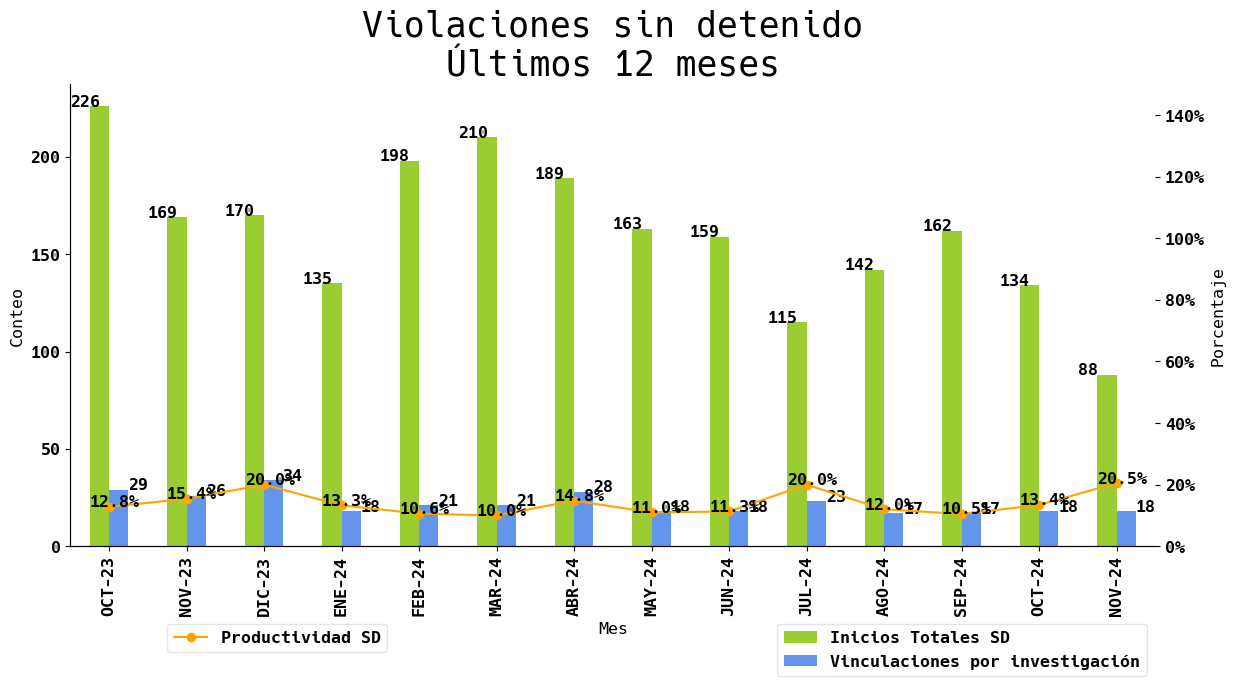 Violaciones sin detenido
Últimos 12 meses
Conteo
200
150
100
50
0
226
169
170
135
198
210
189
163
159
115
142
162
134
88
29
26
34
18
21
21
28
18
18
23
17
17
18
18
12.8%
15.4%
20.0%
13.3%
10.6%
10.0%
14.8%
11.0%
11.3%
20.0%
12.0%
10.5%
13.4%
20.5%
140%
120%
100%
80%
60%
40%
20%
0%
Porcentaje
OCT-23
NOV-23
DIC-23
ENE-24
FEB-24
MAR-24
ABR-24
MAY-24
JUN-24
JUL-24
AGO-24
SEP-24
OCT-24
NOV-24
Mes
Productividad SD
Inicios Totales SD
Vinculaciones por investigación